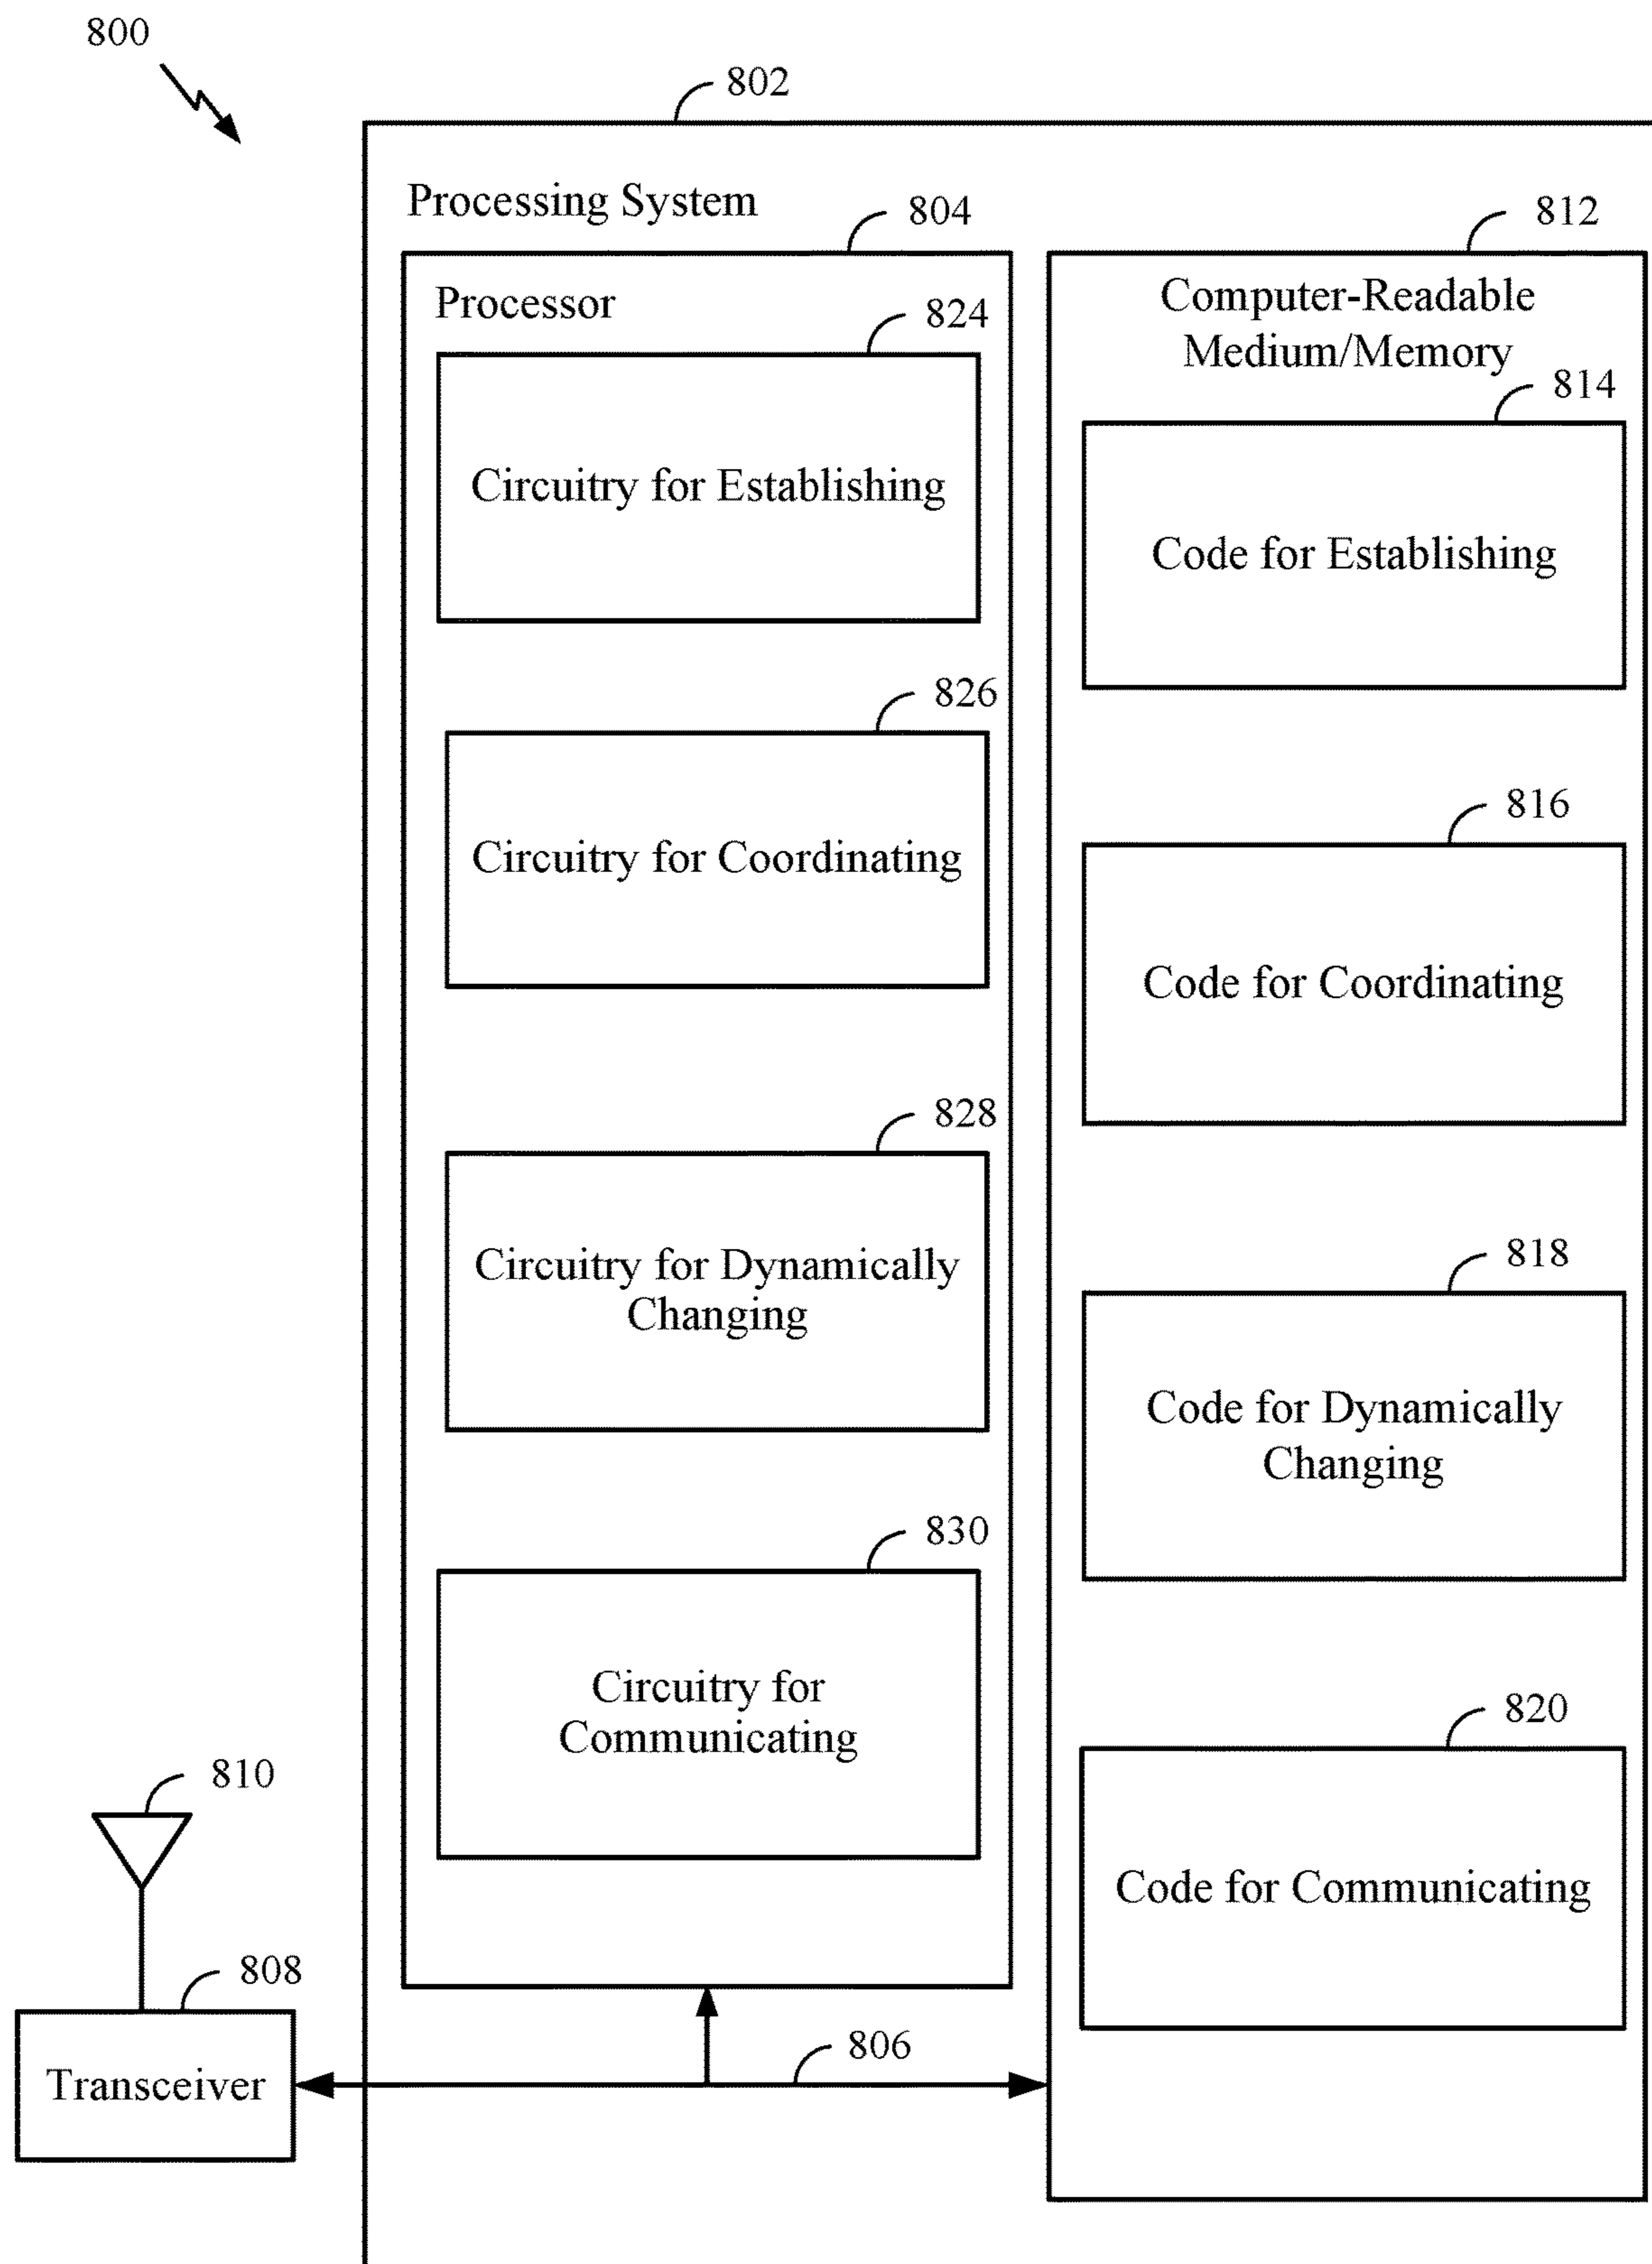 800
802
Processing System
804
812
Processor
824
Circuitry for Establishing
826
Circuitry for Coordinating
828
Circuitry for Dynamically
Changing
830
Circuitry for
Communicating
Computer-Readable
Medium/Memory
814
Code for Establishing
816
Code for Coordinating
818
Code for Dynamically
Changing
820
Code for Communicating
810
808
Transceiver
806